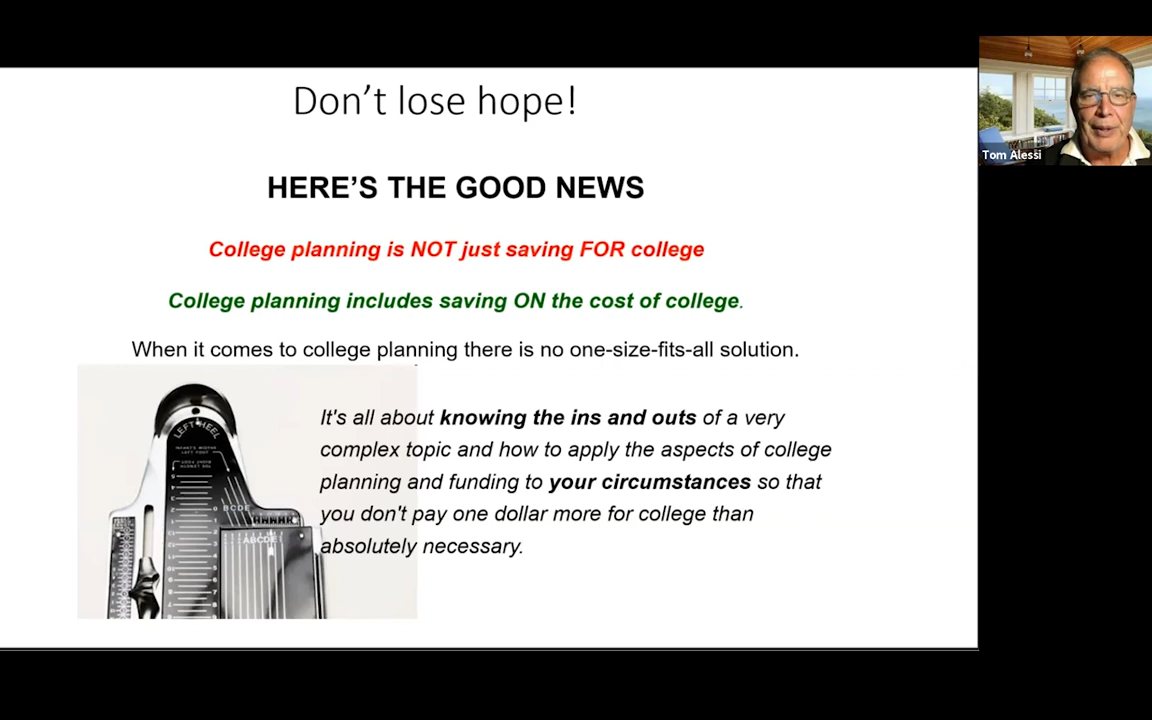 Don't lose hope!
HERE'S THE GOOD NEWS
College planning is NOT just saving FOR college
College planning includes saving ON the cost of college.
When it comes to college planning there is no one-size-fits-all solution.
It's all about knowing the ins and outs of a very
complex topic and how to apply the aspects of college
planning and funding to your circumstances so that
you don't pay one dollar more for college than
absolutely necessary.
LEFT HEEL
BCDE
ABCDE
Tom Alessi